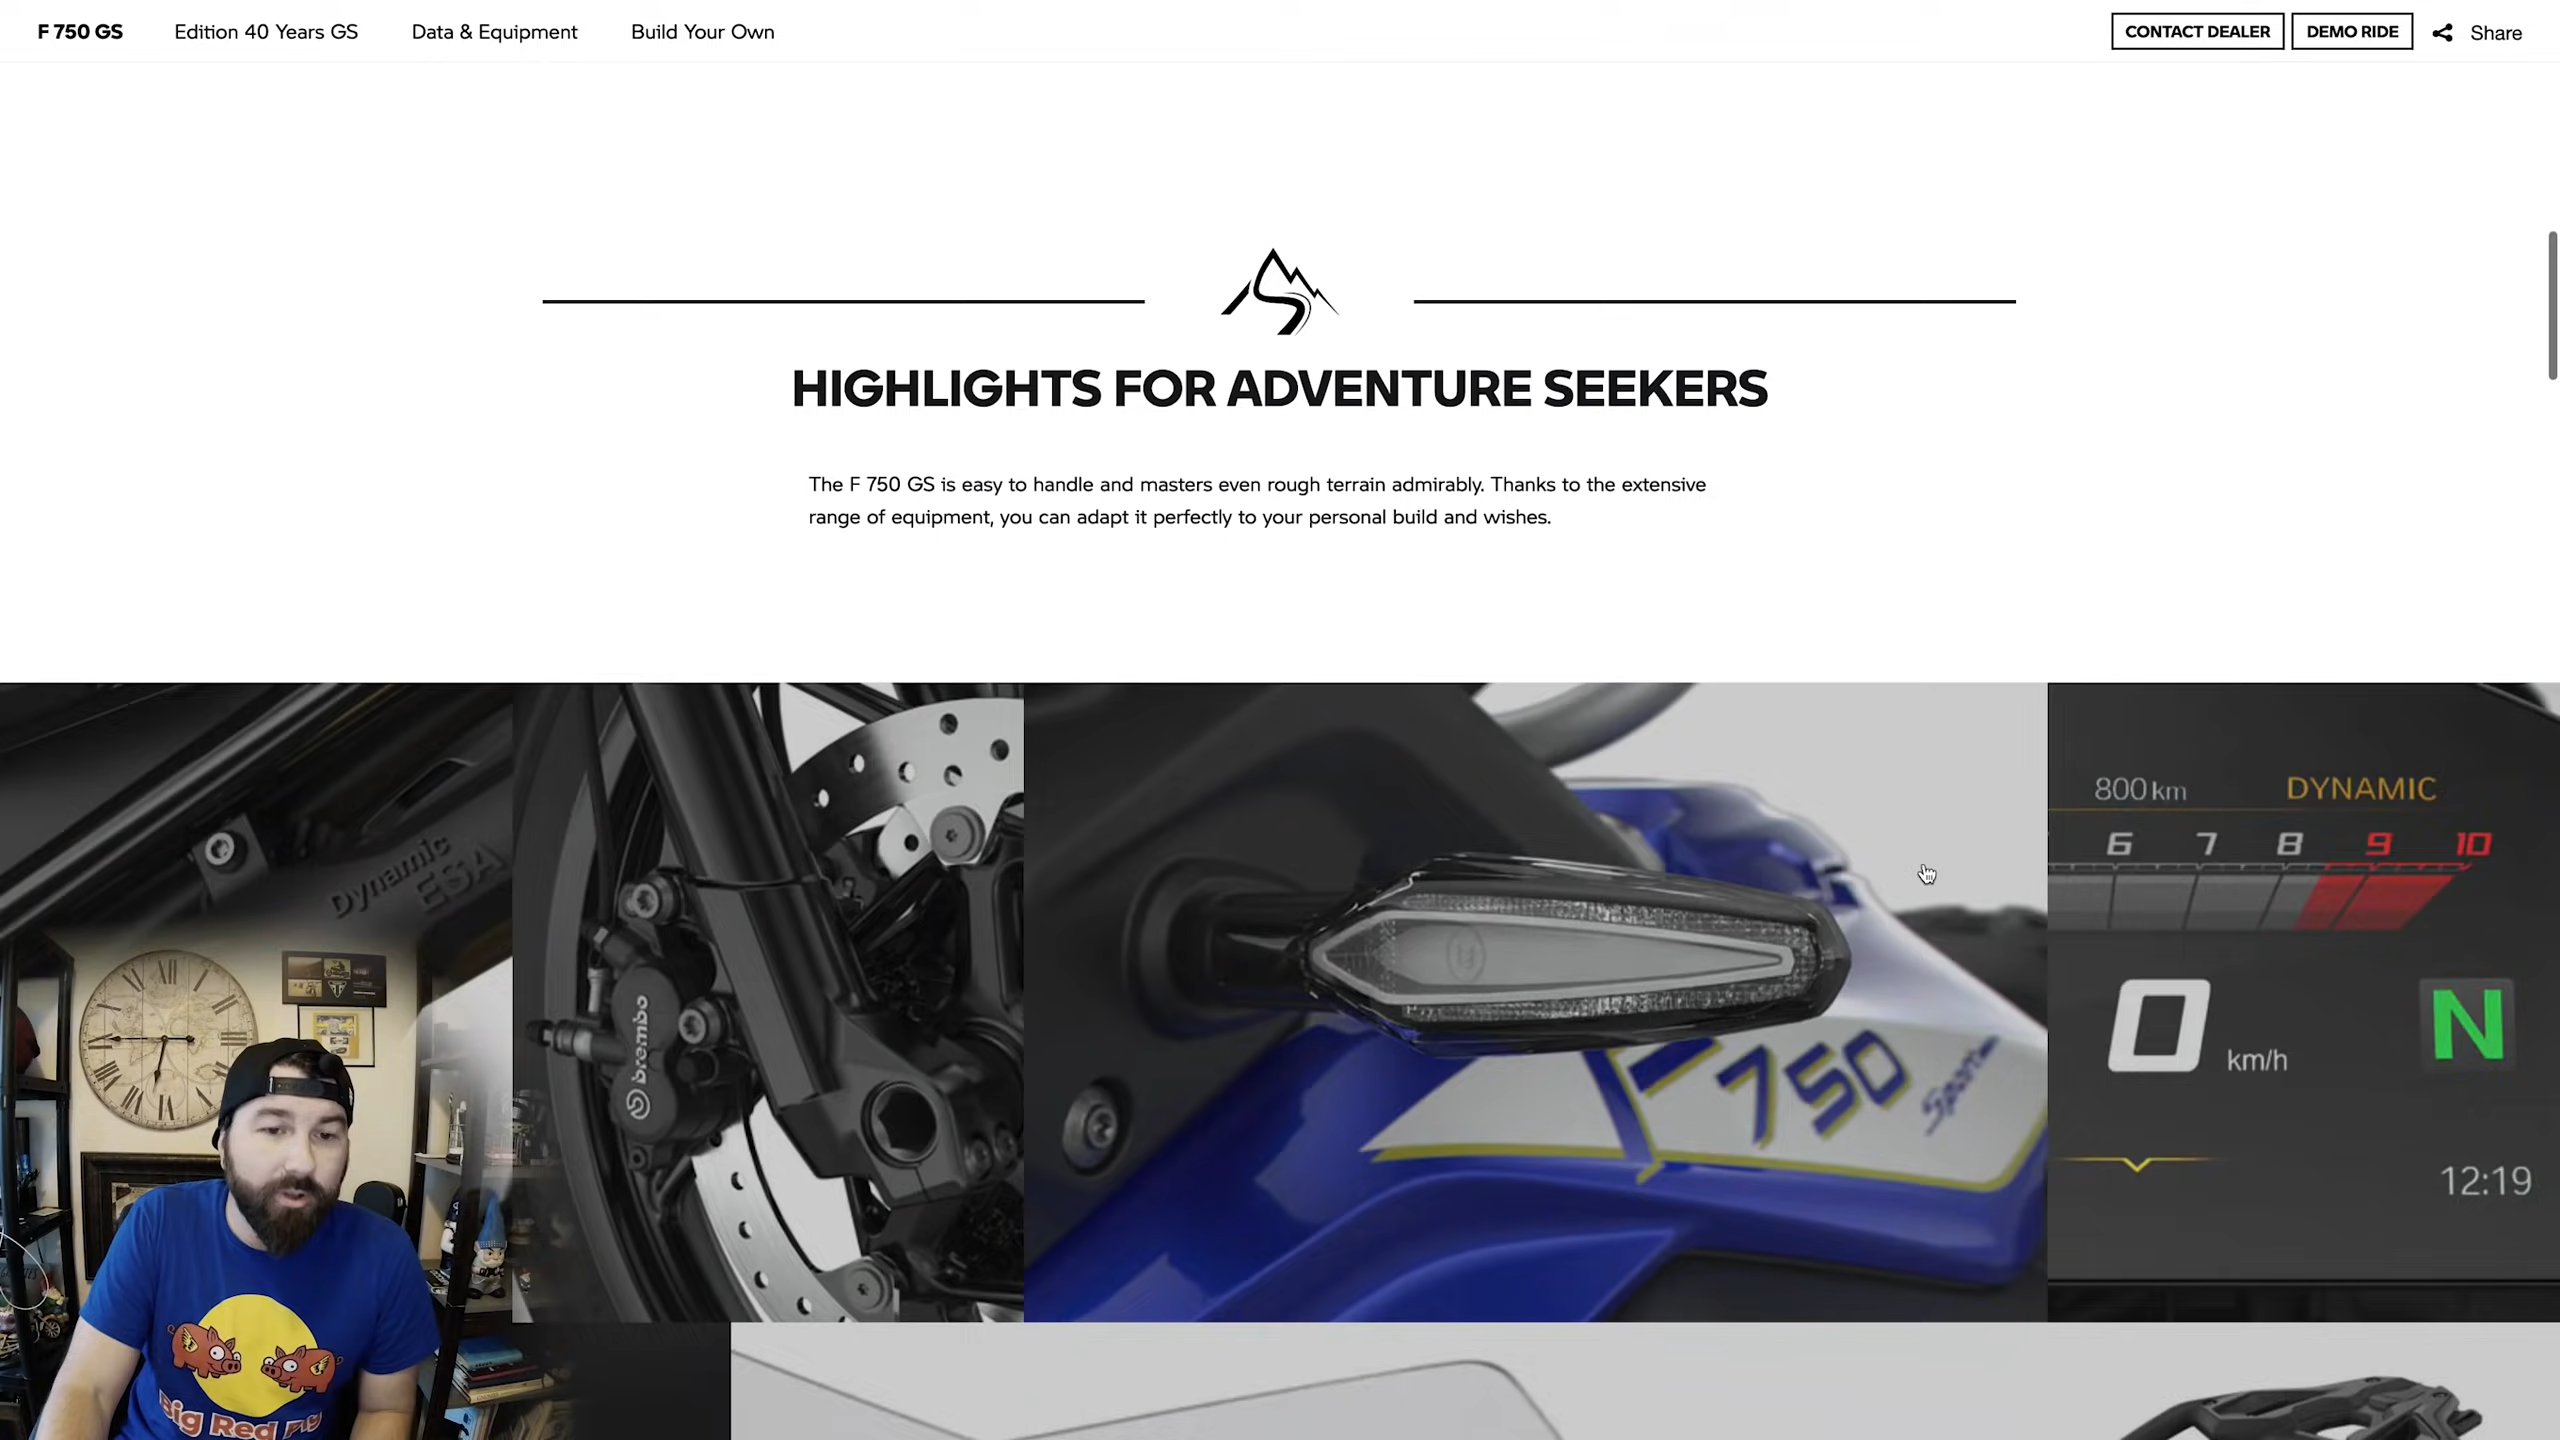 F 750 GS
Edition 40 Years GS
Data & Equipment
Build Your Own
CONTACT DEALER
DEMO RIDE
Share
HIGHLIGHTS FOR ADVENTURE SEEKERS
The F 750 GS is easy to handle and masters even rough terrain admirably. Thanks to the extensive
range of equipment, you can adapt it perfectly to your personal build and wishes.
Dynamic
ESA
brembo
F 750
800 km
DYNAMIC
6 7 8 9 10
0 km/h
N
12:19
Big Red Pig